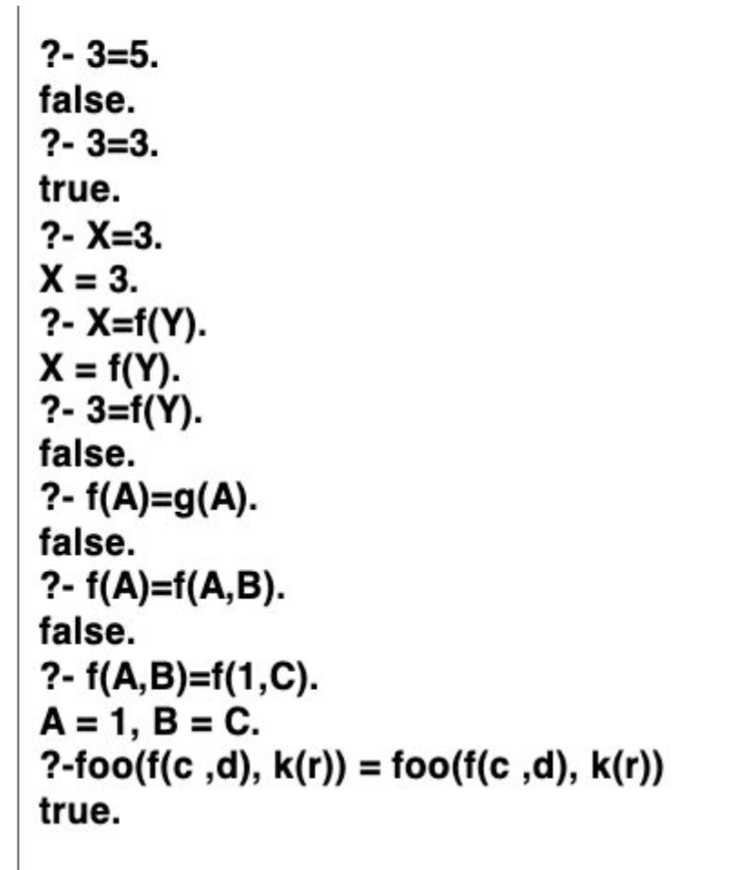 ?- 3=5.
false.
?- 3=3.
true.
?- X=3.
X = 3.
?- X=f(Y).
X = f(Y).
?- 3=f(Y).
false.
?- f(A)=g(A).
false.
?- f(A)=f(A,B).
false.
?- f(A,B)=f(1,C).
A = 1, B = C.
?-foo(f(c ,d), k(r)) = foo(f(c ,d), k(r))
true.